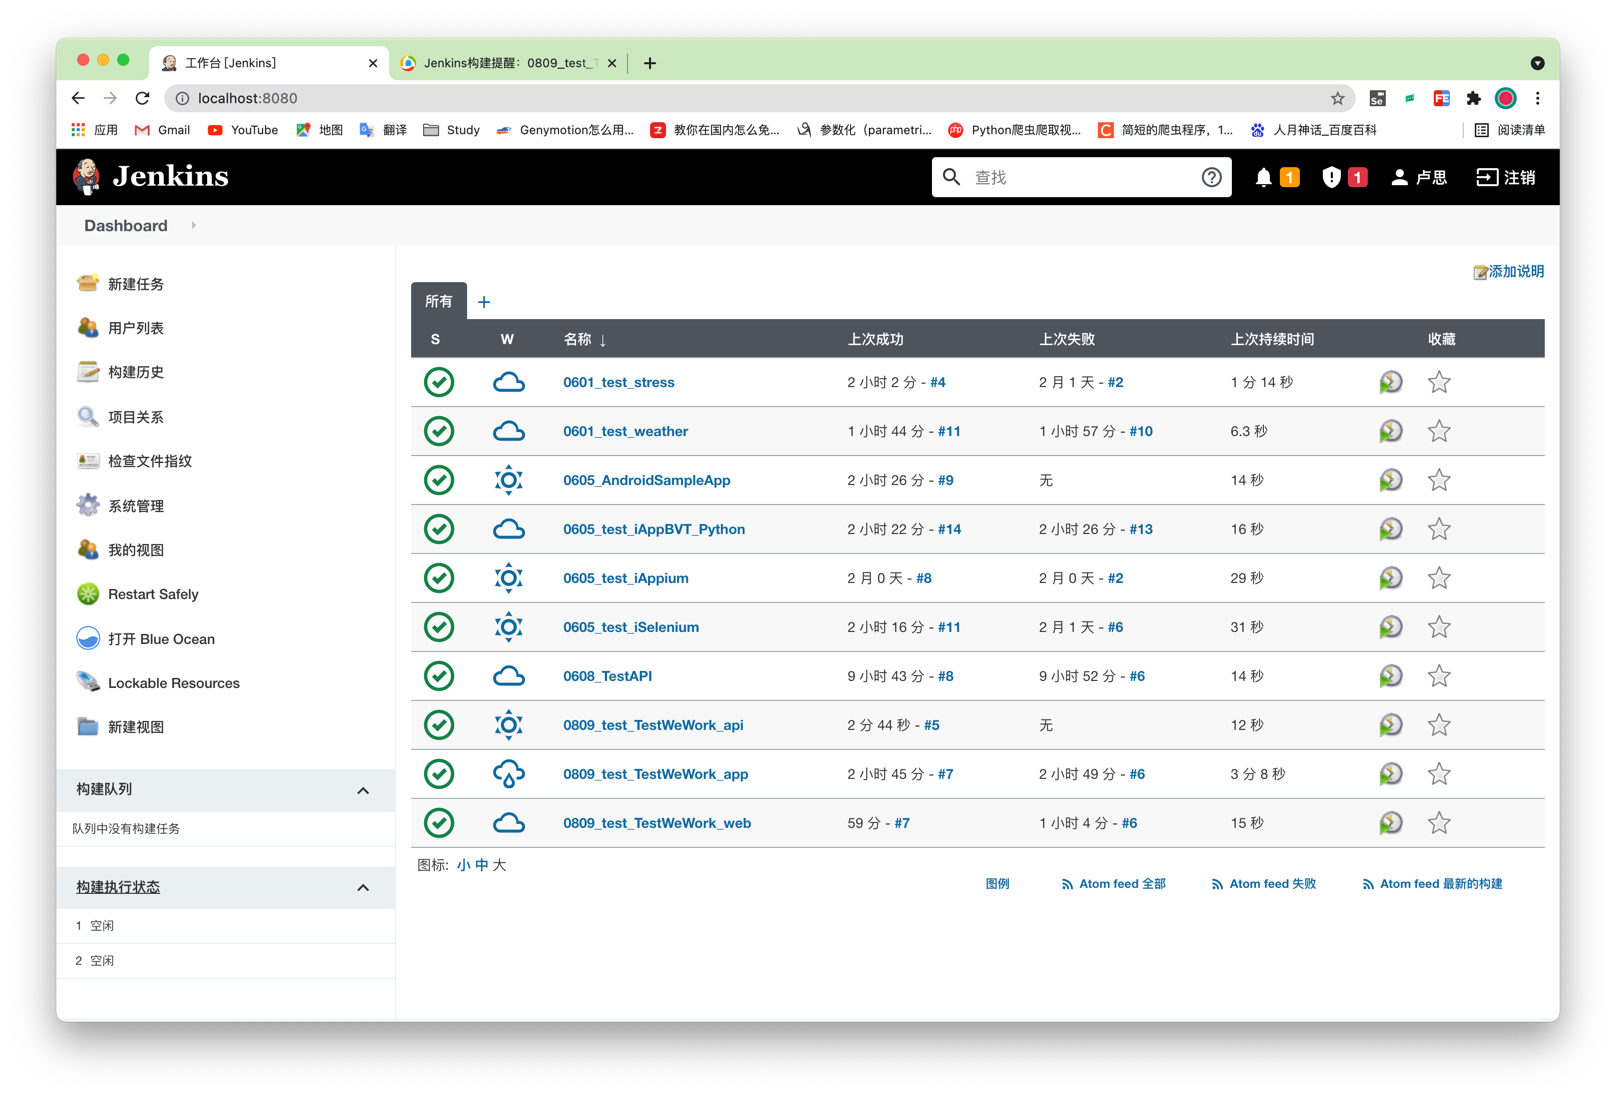 工作台 [Jenkins]
Jenkins构建提醒：0809_test_
localhost:8080
应用
Gmail
YouTube
地图
翻译
Study
Genymotion怎么用...
教你在国内怎么免...
参数化（parametri...
Python爬虫爬取视...
简短的爬虫程序，1...
人月神话_百度百科
阅读清单
Jenkins
查找
1
1
卢思
注销
Dashboard
新建任务
用户列表
构建历史
项目关系
检查文件指纹
系统管理
我的视图
Restart Safely
打开 Blue Ocean
Lockable Resources
新建视图
构建队列
队列中没有构建任务
构建执行状态
1 空闲
2 空闲
添加说明
所有 +
S W 名称 ↓ 上次成功 上次失败 上次持续时间 收藏
0601_test_stress 2 小时 2 分 - #4 2 月 1 天 - #2 1 分 14 秒
0601_test_weather 1 小时 44 分 - #11 1 小时 57 分 - #10 6.3 秒
0605_AndroidSampleApp 2 小时 26 分 - #9 无 14 秒
0605_test_iAppBVT_Python 2 小时 22 分 - #14 2 小时 26 分 - #13 16 秒
0605_test_iAppium 2 月 0 天 - #8 2 月 0 天 - #2 29 秒
0605_test_iSelenium 2 小时 16 分 - #11 2 月 1 天 - #6 31 秒
0608_TestAPI 9 小时 43 分 - #8 9 小时 52 分 - #6 14 秒
0809_test_TestWeWork_api 2 分 44 秒 - #5 无 12 秒
0809_test_TestWeWork_app 2 小时 45 分 - #7 2 小时 49 分 - #6 3 分 8 秒
0809_test_TestWeWork_web 59 分 - #7 1 小时 4 分 - #6 15 秒
图标: 小 中 大
图例 Atom feed 全部 Atom feed 失败 Atom feed 最新的构建